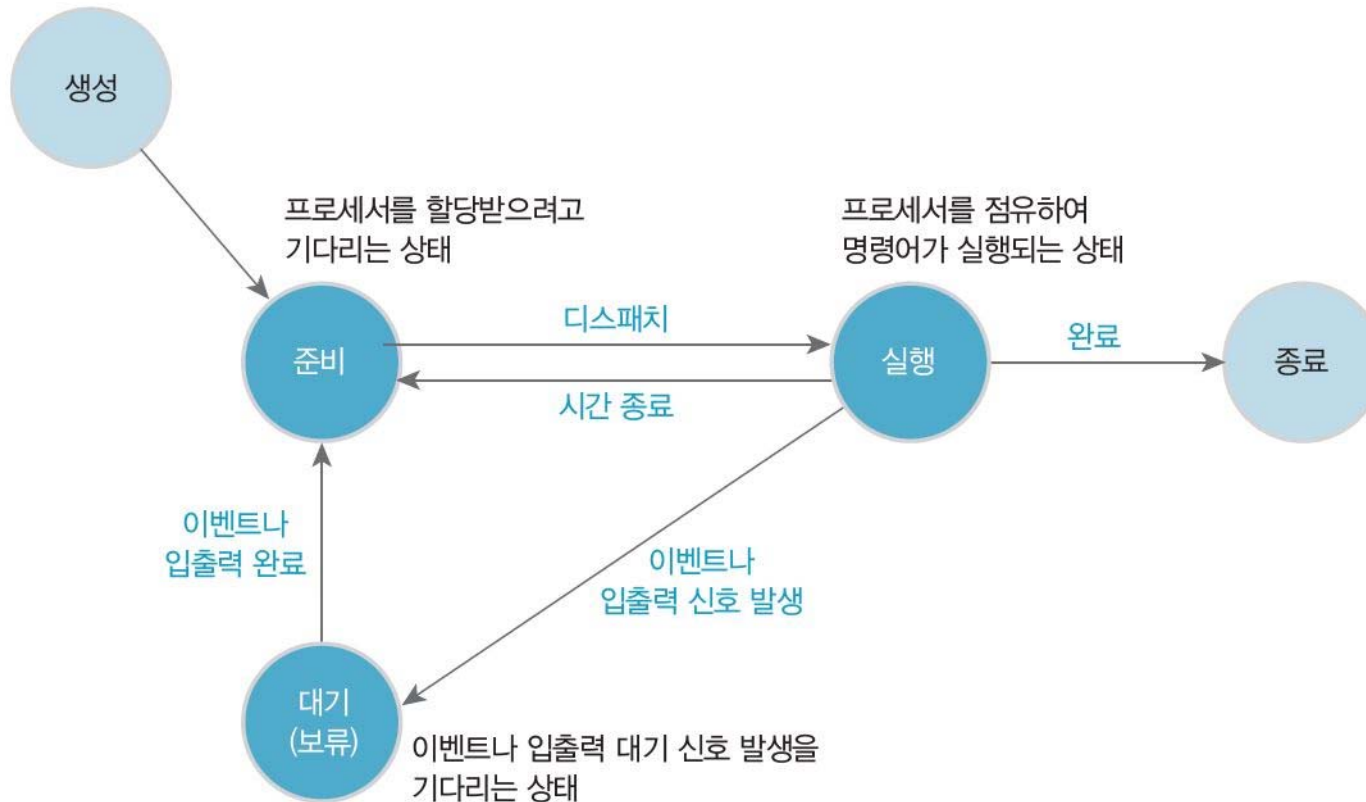 생성
프로세서를 할당받으려고
기다리는 상태
프로세서를 점유하여
명령어가 실행되는 상태
준비
디스패치
시간 종료
실행
완료
종료
이벤트나
입출력 완료
이벤트나
입출력 신호 발생
대기
(보류)
이벤트나 입출력 대기 신호 발생을
기다리는 상태